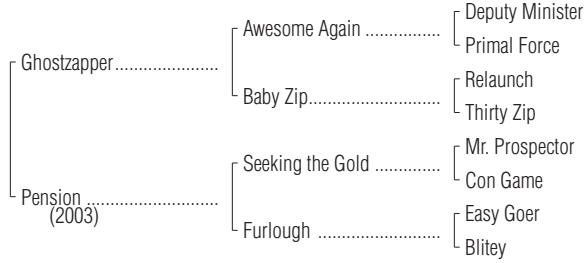 Deputy Minister
Awesome Again ..................
Primal Force
Ghostzapper.........................
Relaunch
Baby Zip................................
Thirty Zip
Mr. Prospector
Seeking the Gold ................
Con Game
Pension ................................
(2003)
Easy Goer
Furlough ..............................
Blitey